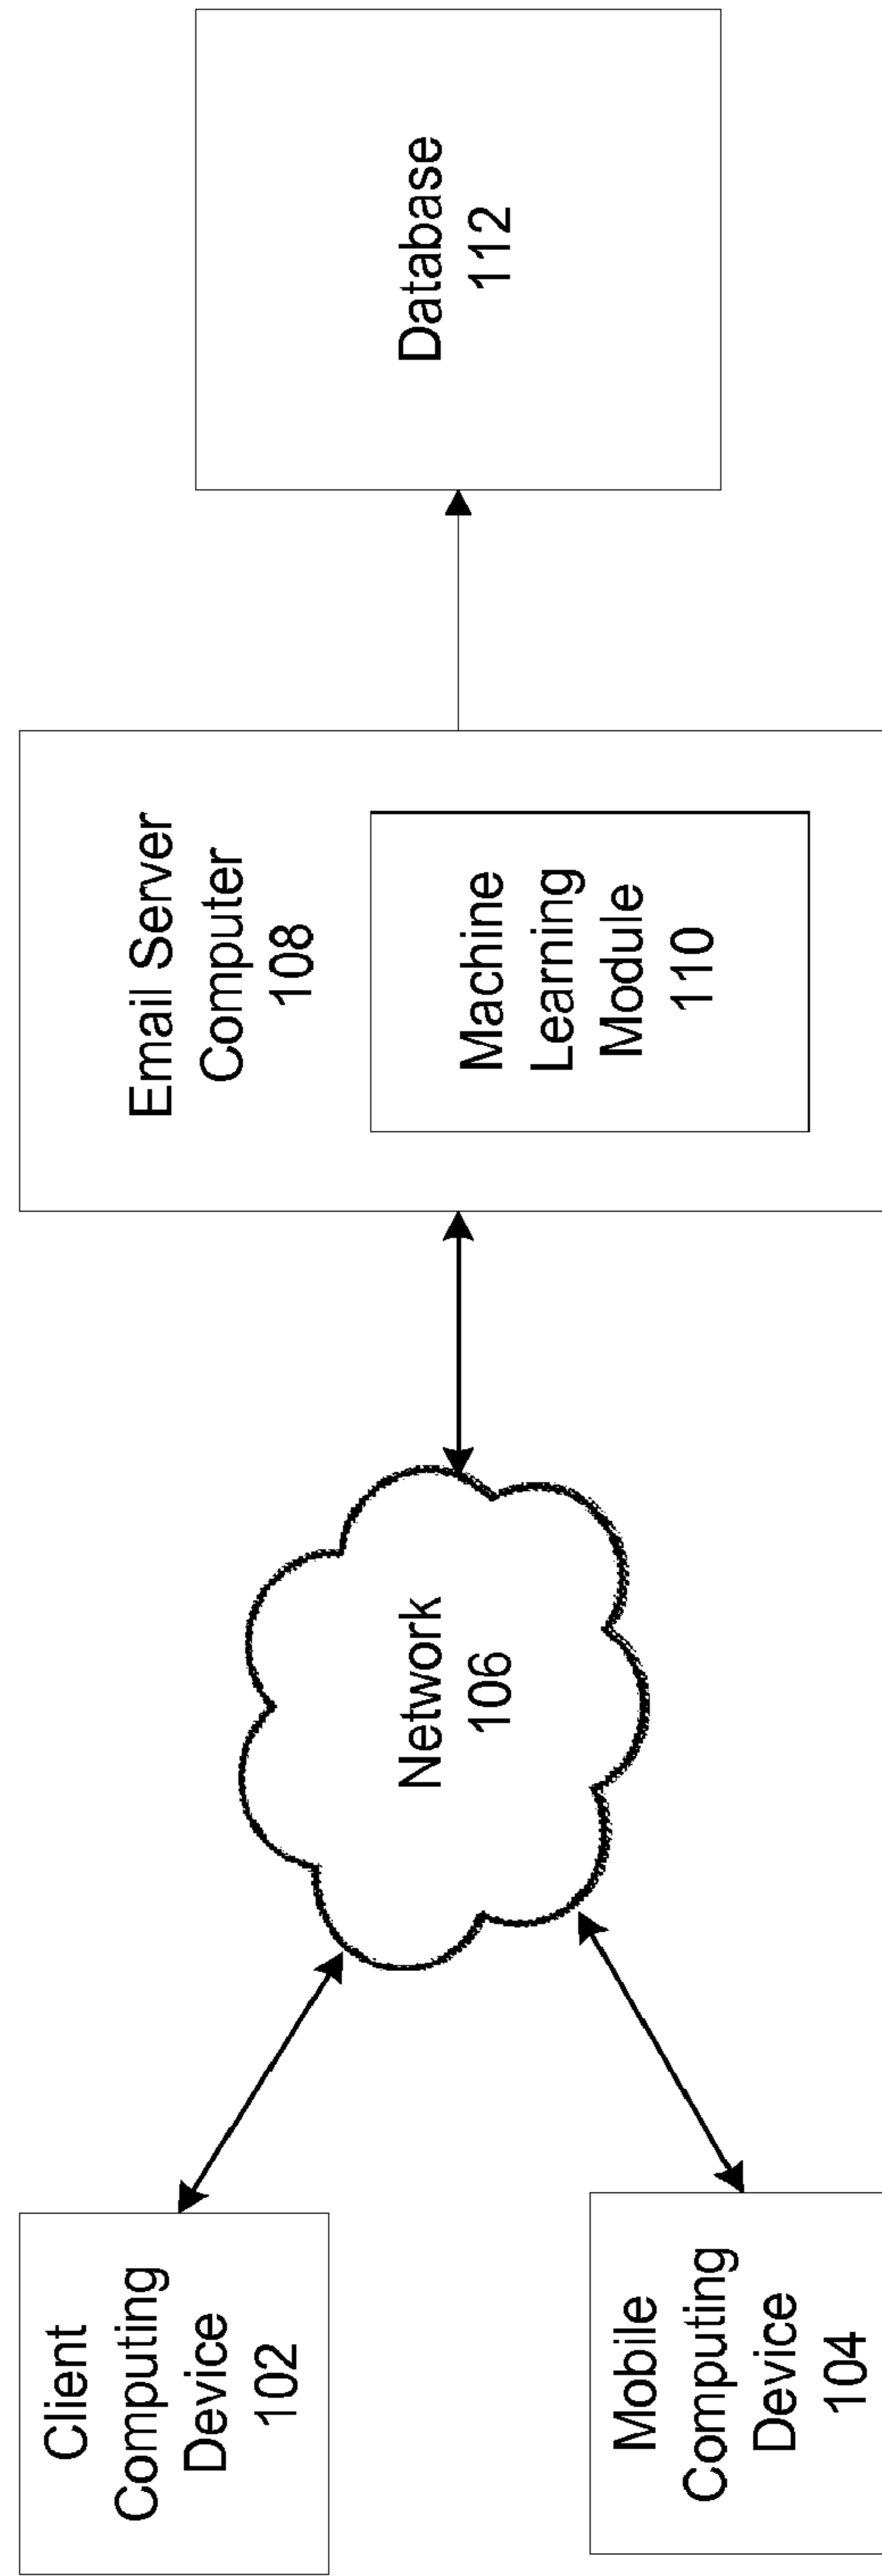 Client
Computing
Device
102
Mobile
Computing
Device
104
Network
106
Email Server
Computer
108
Machine
Learning
Module
110
Database
112